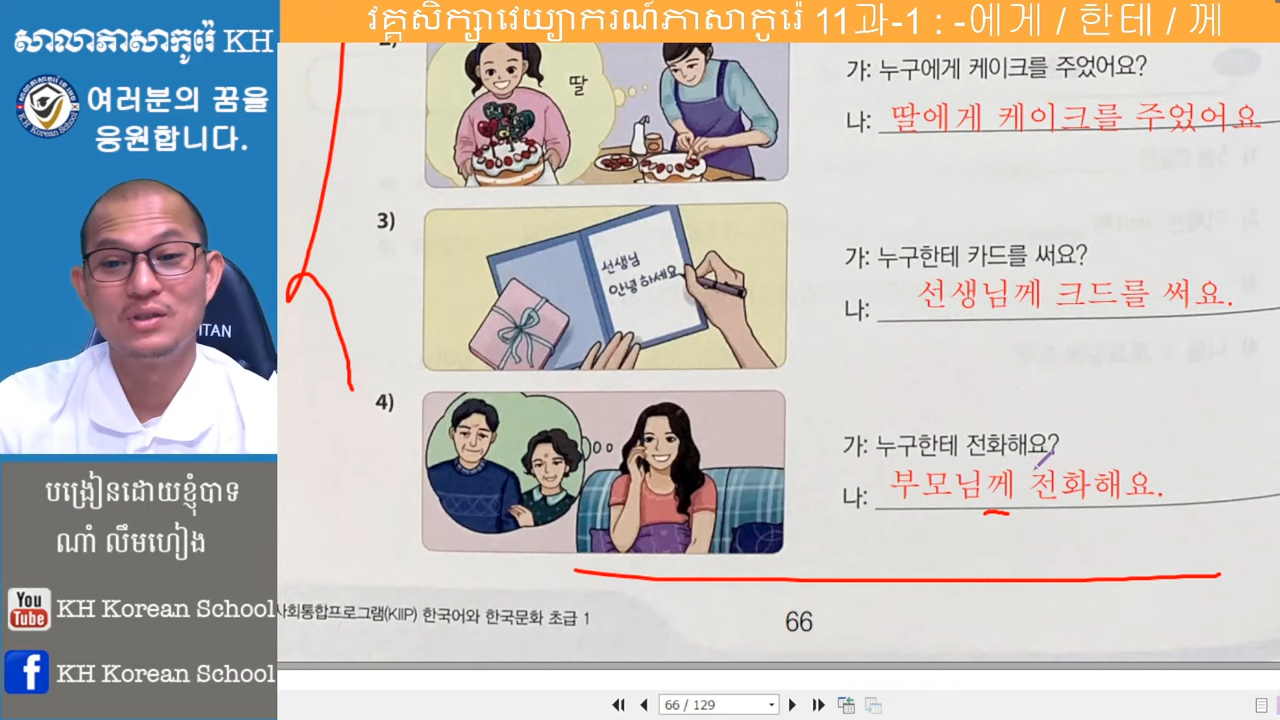 វគ្គសិក្សាវេយ្យាករណ៍ភាសាកូរ៉េ 11과-1 : -에게 / 한테 / 께
សាលាភាសាកូរ៉េ KH
여러분의 꿈을
응원합니다.
TITAN
បង្រៀនដោយខ្ញុំបាទ
ណាំ លឹមហៀង
You
Tube
KH Korean School
f
KH Korean School
딸
가: 누구에게 케이크를 주었어요?
나: 딸에게 케이크를 주었어요
3)
선생님
안녕하세요
가: 누구한테 카드를 써요?
나: 선생님께 크드를 써요.
4)
가: 누구한테 전화해요?
나: 부모님께 전화해요.
사회통합프로그램(KIIP) 한국어와 한국문화 초급 1
66
66 / 129